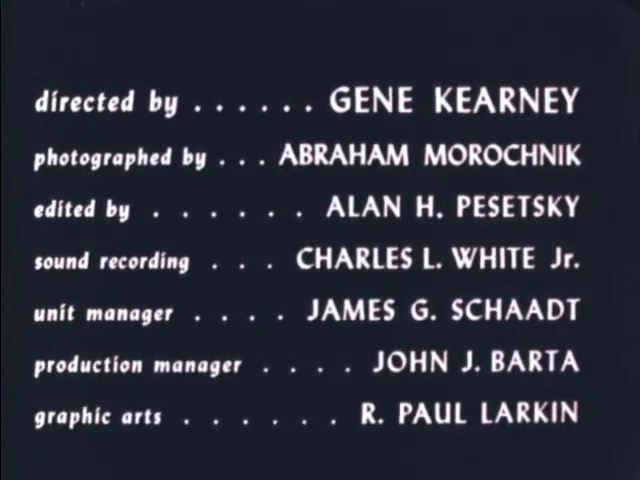 directed by . . . . . . GENE KEARNEY
photographed by . . . ABRAHAM MOROCHNIK
edited by . . . . . . ALAN H. PESETSKY
sound recording . . . CHARLES L. WHITE Jr.
unit manager . . . . JAMES G. SCHAADT
production manager . . . . JOHN J. BARTA
graphic arts . . . . . . R. PAUL LARKIN